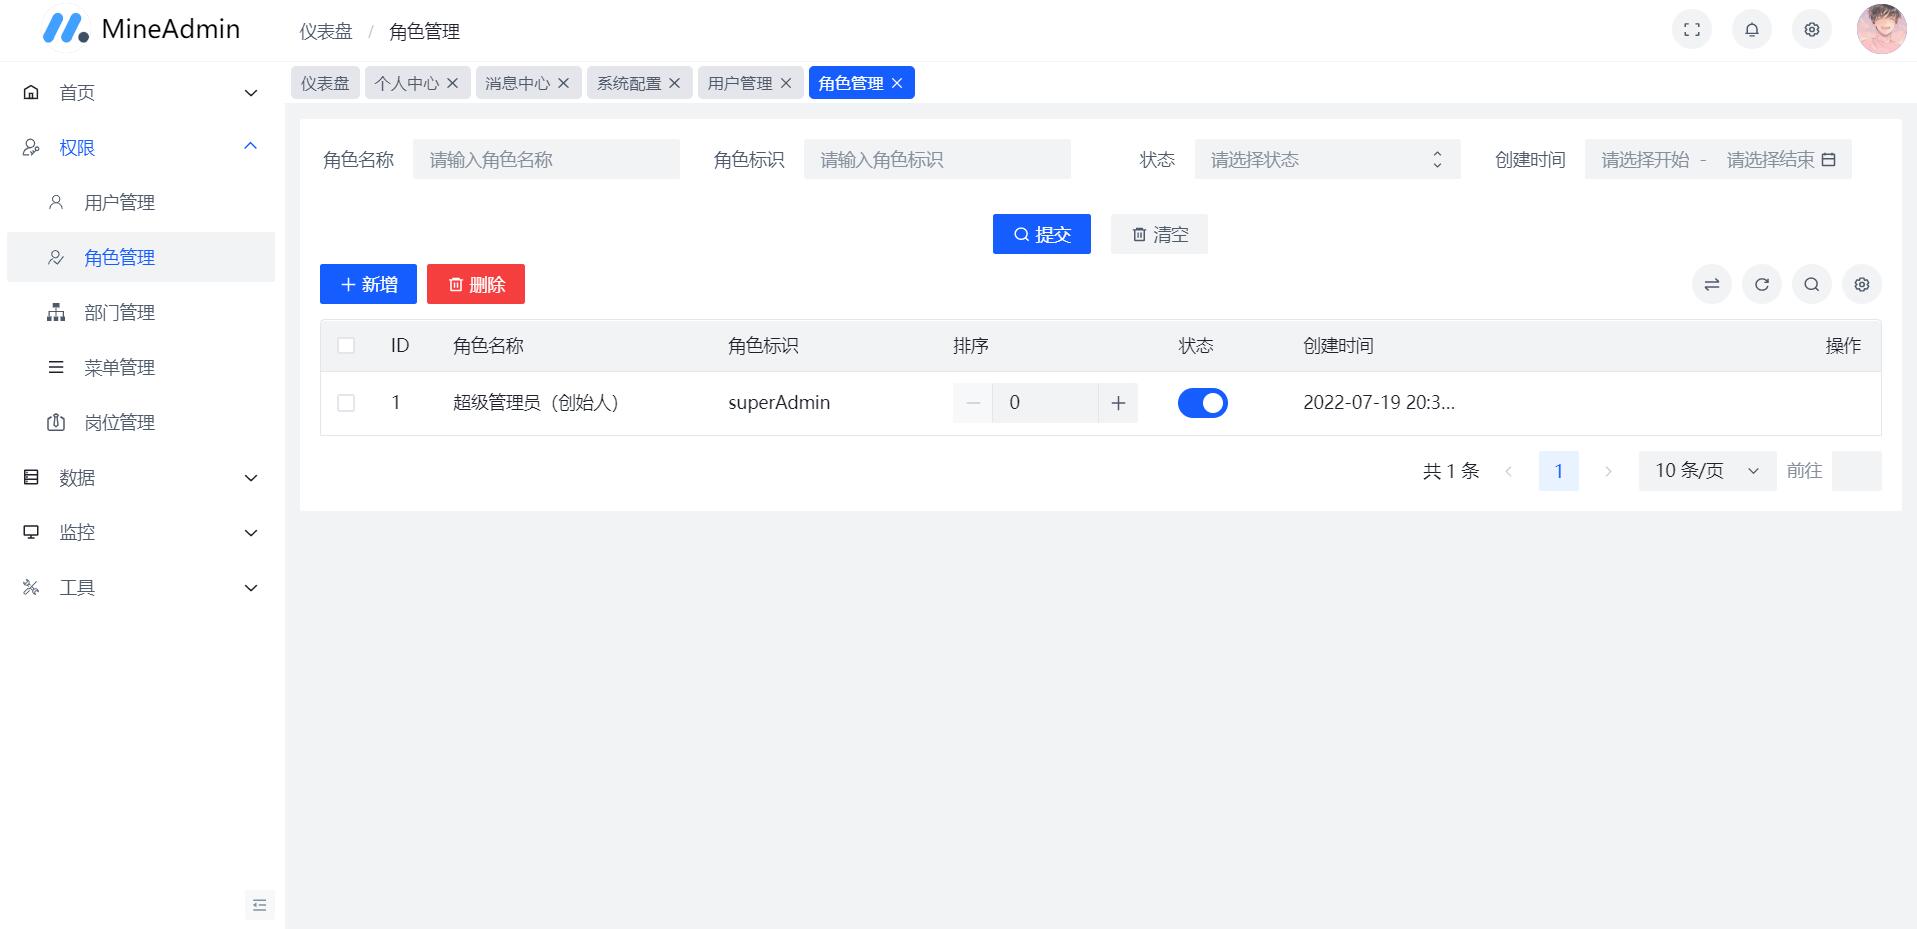 MineAdmin
仪表盘 / 角色管理
仪表盘 个人中心 消息中心 系统配置 用户管理 角色管理
首页
权限
用户管理
角色管理
部门管理
菜单管理
岗位管理
数据
监控
工具
角色名称 请输入角色名称 角色标识 请输入角色标识 状态 请选择状态 创建时间 请选择开始 - 请选择结束
提交 清空
新增 删除
ID 角色名称 角色标识 排序 状态 创建时间 操作
1 超级管理员（创始人） superAdmin 0 2022-07-19 20:3...
共 1 条 1 10 条/页 前往